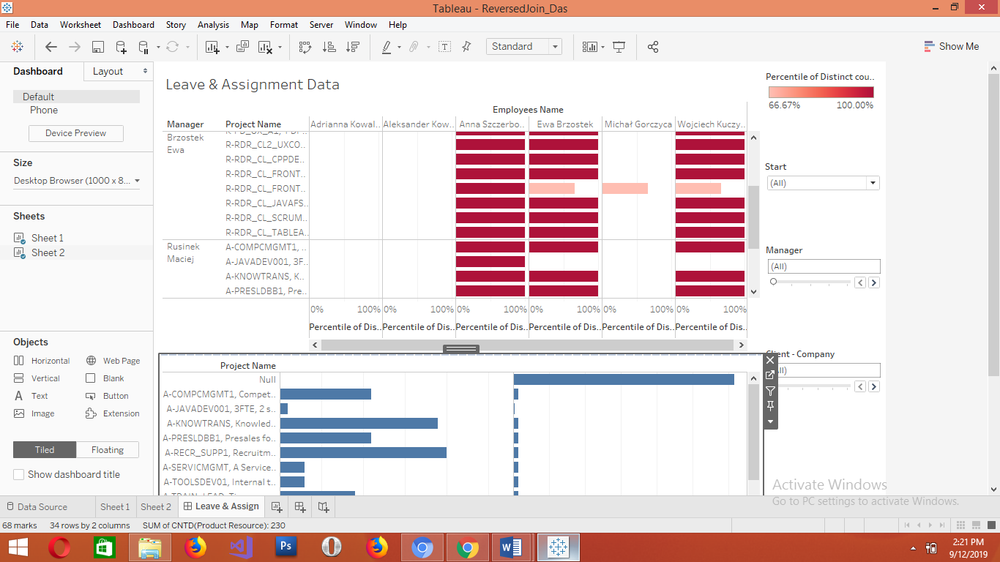 Tableau - ReversedJoin_Das
File Data Worksheet Dashboard Story Analysis Map Format Server Window Help
Standard
Show Me
Dashboard Layout
Default
Phone
Device Preview
Size
Desktop Browser (1000 x 8...
Sheets
Sheet 1
Sheet 2
Objects
Horizontal Web Page
Vertical Blank
Text Button
Image Extension
Tiled Floating
Show dashboard title
Leave & Assignment Data
Employees Name
Manager Project Name Adrianna Kowal.. Aleksander Kow.. Anna Szczerbo.. Ewa Brzostek Michał Gorczyca Wojciech Kuczy..
Brzostek
Ewa
R-RDR_CL2_UXCO...
R-RDR_CL_CPPDE..
R-RDR_CL_FRONT..
R-RDR_CL_FRONT..
R-RDR_CL_JAVAFS..
R-RDR_CL_SCRUM..
R-RDR_CL_TABLEA..
Rusinek
Maciej
A-COMPCMGMT1, ..
A-JAVADEV001, 3F..
A-KNOWTRANS, K..
A-PRESLDBB1, Pre..
0% 100% 0% 100% 0% 100% 0% 100% 0% 100% 0% 100%
Percentile of Dis.. Percentile of Dis.. Percentile of Dis.. Percentile of Dis.. Percentile of Dis.. Percentile of Dis..
Project Name
Null
A-COMPCMGMT1, Compet..
A-JAVADEV001, 3FTE, 2 s..
A-KNOWTRANS, Knowled..
A-PRESLDBB1, Presales fo..
A-RECR_SUPP1, Recruitm..
A-SERVICMGMT, A Service..
A-TOOLSDEV01, Internal t..
Percentile of Distinct cou..
66.67% 100.00%
Start
(All)
Manager
(All)
Client - Company
Activate Windows
Go to PC settings to activate Windows.
Data Source Sheet 1 Sheet 2 Leave & Assign
68 marks 34 rows by 2 columns SUM of CNTD(Product Resource): 230
Ps
2:21 PM
9/12/2019